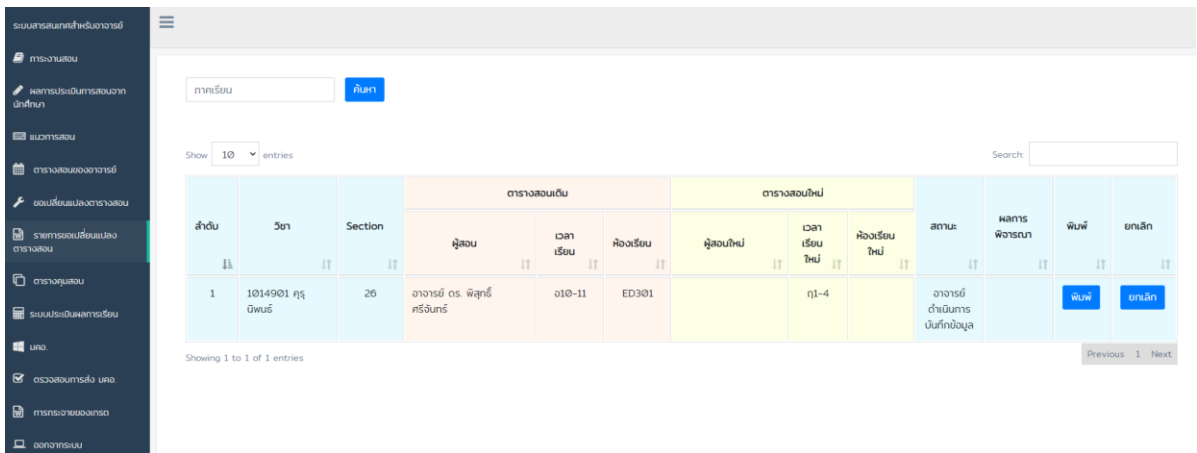 ระบบสารสนเทศสำหรับอาจารย์
ภาระงานสอน
ผลการประเมินการสอนจาก
นักศึกษา
แนวการสอน
ตารางสอนของอาจารย์
ขอเปลี่ยนแปลงตารางสอน
รายการขอเปลี่ยนแปลง
ตารางสอน
ตารางคุมสอบ
ระบบประเมินผลการเรียน
มคอ.
ตรวจสอบการส่ง มคอ.
การกระจายของเกรด
ออกจากระบบ
ภาคเรียน
ค้นหา
Show 10 entries
Search:
ตารางสอนเดิม ตารางสอนใหม่
ลำดับ วิชา Section ผู้สอน เวลา
เรียน ห้องเรียน ผู้สอนใหม่ เวลา
เรียน
ใหม่ ห้องเรียน
ใหม่ สถานะ ผลการ
พิจารณา พิมพ์ ยกเลิก
1 1014901 คุรุ
นิพนธ์ 26 อาจารย์ ดร. พิสุทธิ์
ศรีจันทร์ อ10-11 ED301 ฤ1-4 อาจารย์
ดำเนินการ
บันทึกข้อมูล พิมพ์ ยกเลิก
Showing 1 to 1 of 1 entries
Previous 1 Next